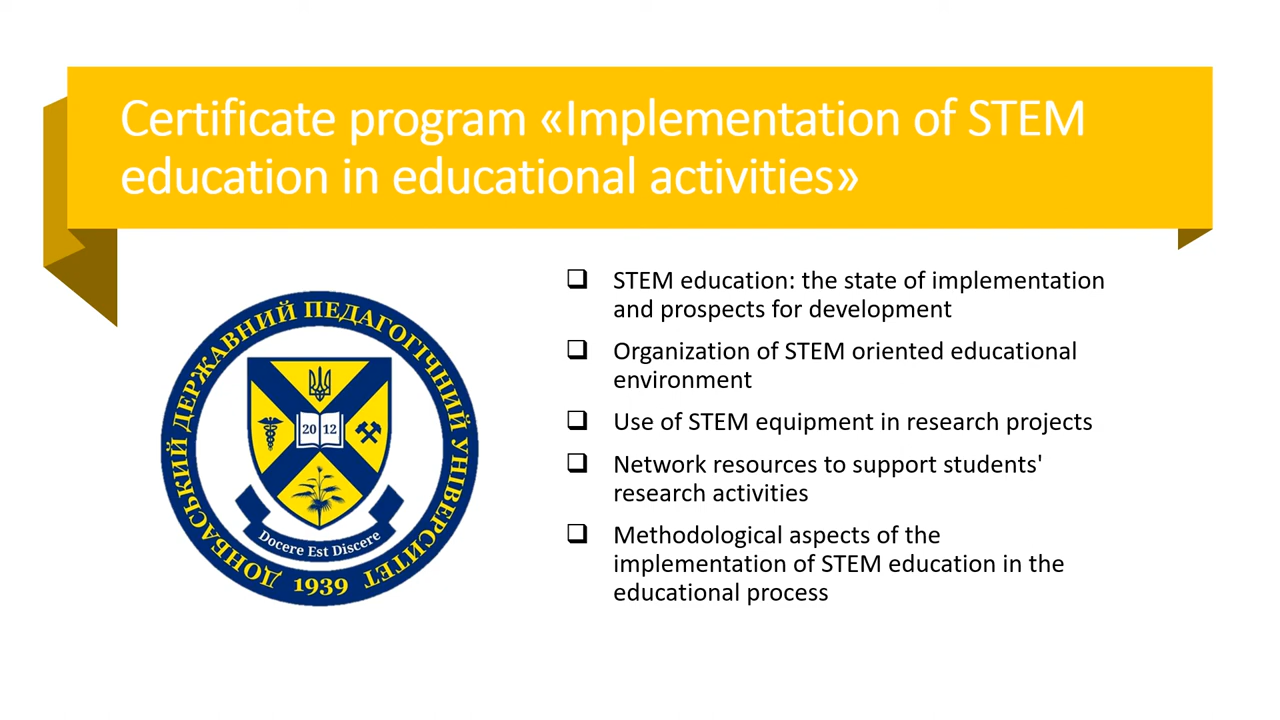 Certificate program «Implementation of STEM
education in educational activities»
ДОНБАСЬКИЙ ДЕРЖАВНИЙ ПЕДАГОГІЧНИЙ УНІВЕРСИТЕТ
20 12
Docere Est Discere
1939
STEM education: the state of implementation
and prospects for development
Organization of STEM oriented educational
environment
Use of STEM equipment in research projects
Network resources to support students'
research activities
Methodological aspects of the
implementation of STEM education in the
educational process